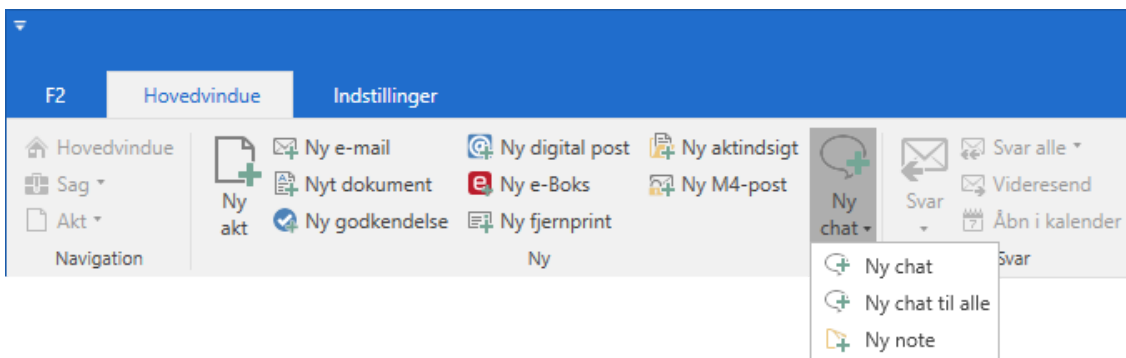 F2 Hovedvindue Indstillinger
Hovedvindue
Sag
Akt
Navigation
Ny
akt
Ny e-mail
Nyt dokument
Ny godkendelse
Ny digital post
Ny e-Boks
Ny fjernprint
Ny aktindsigt
Ny M4-post
Ny
chat
Ny
Svar
Svar alle
Videresend
Åbn i kalender
Svar
Ny chat
Ny chat til alle
Ny note